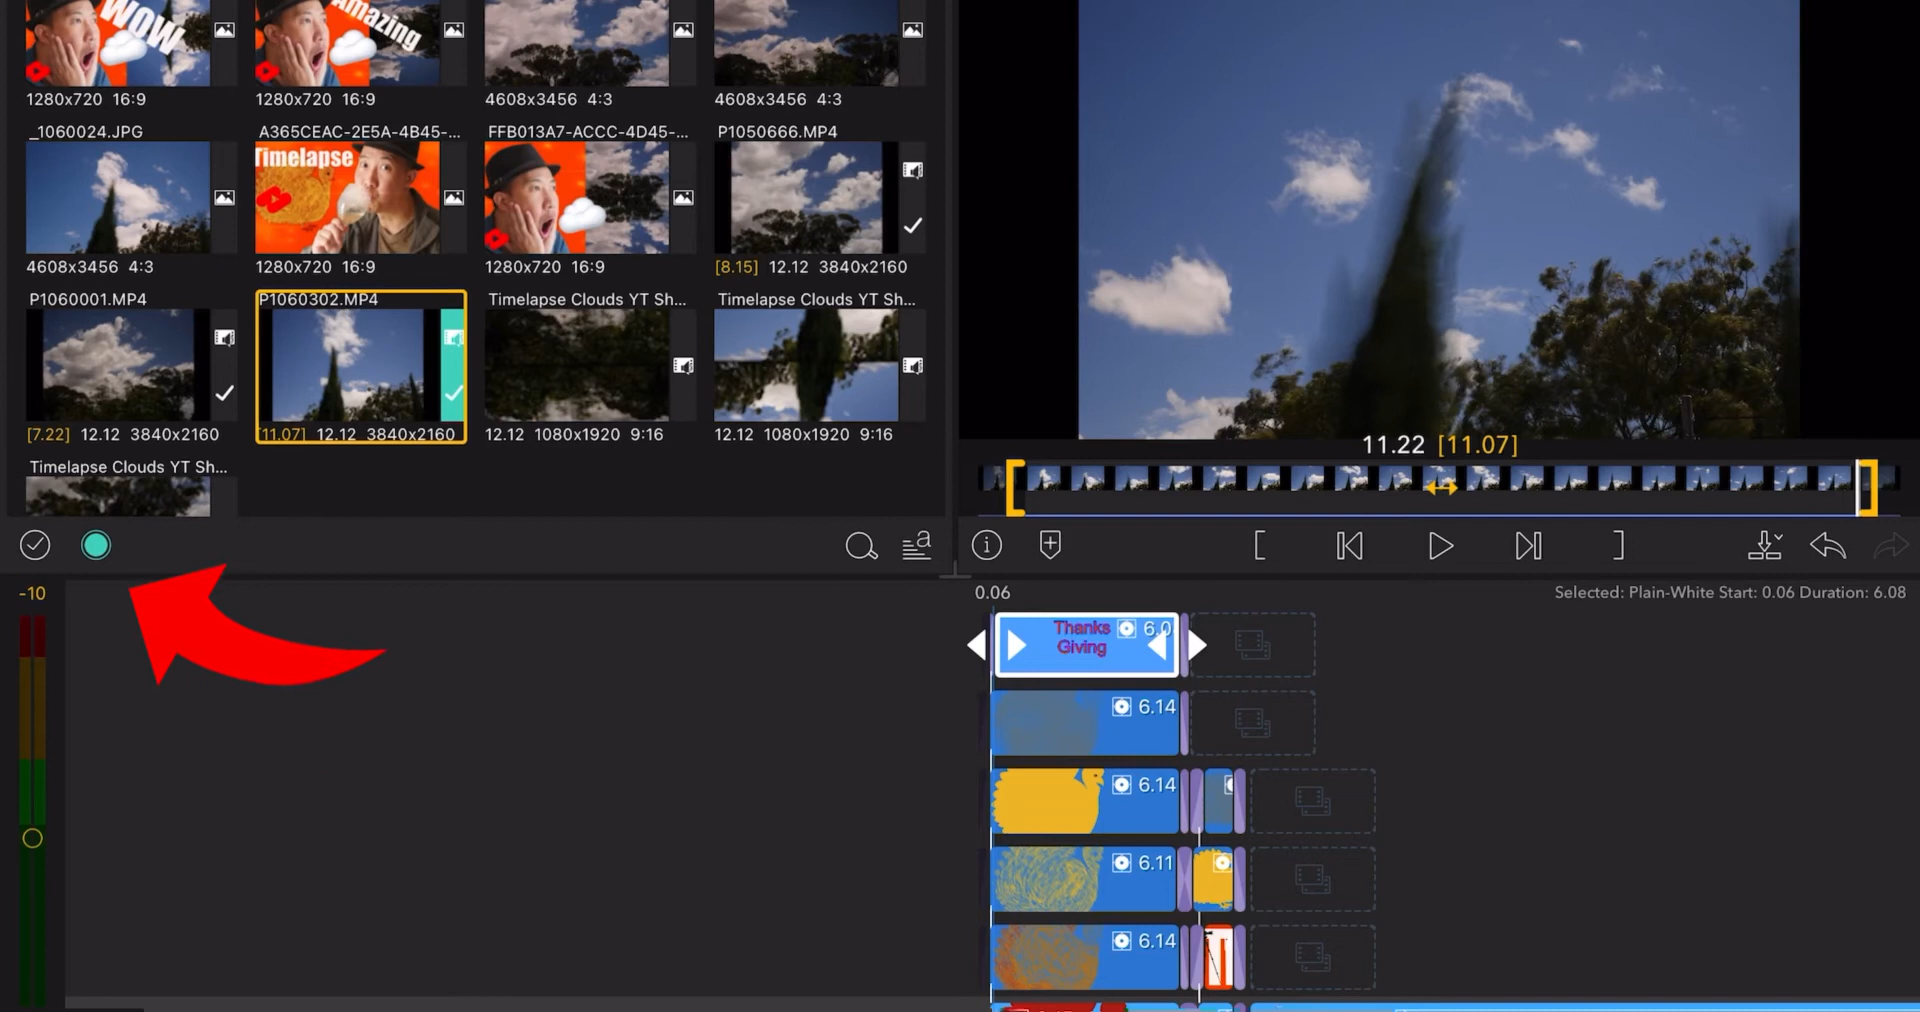 WOW
Amazing
1280x720 16:9
1280x720 16:9
4608x3456 4:3
4608x3456 4:3
_1060024.JPG
A365CEAC-2E5A-4B45-...
FFB013A7-ACCC-4D45-...
P1050666.MP4
Timelapse
4608x3456 4:3
1280x720 16:9
1280x720 16:9
[8.15] 12.12 3840x2160
P1060001.MP4
P1060302.MP4
Timelapse Clouds YT Sh...
Timelapse Clouds YT Sh...
[7.22] 12.12 3840x2160
[11.07] 12.12 3840x2160
12.12 1080x1920 9:16
12.12 1080x1920 9:16
11.22 [11.07]
Timelapse Clouds YT Sh...
a
-10
0.06
Selected: Plain-White Start: 0.06 Duration: 6.08
Thanks
Giving
6.0
6.14
6.14
6.11
6.14